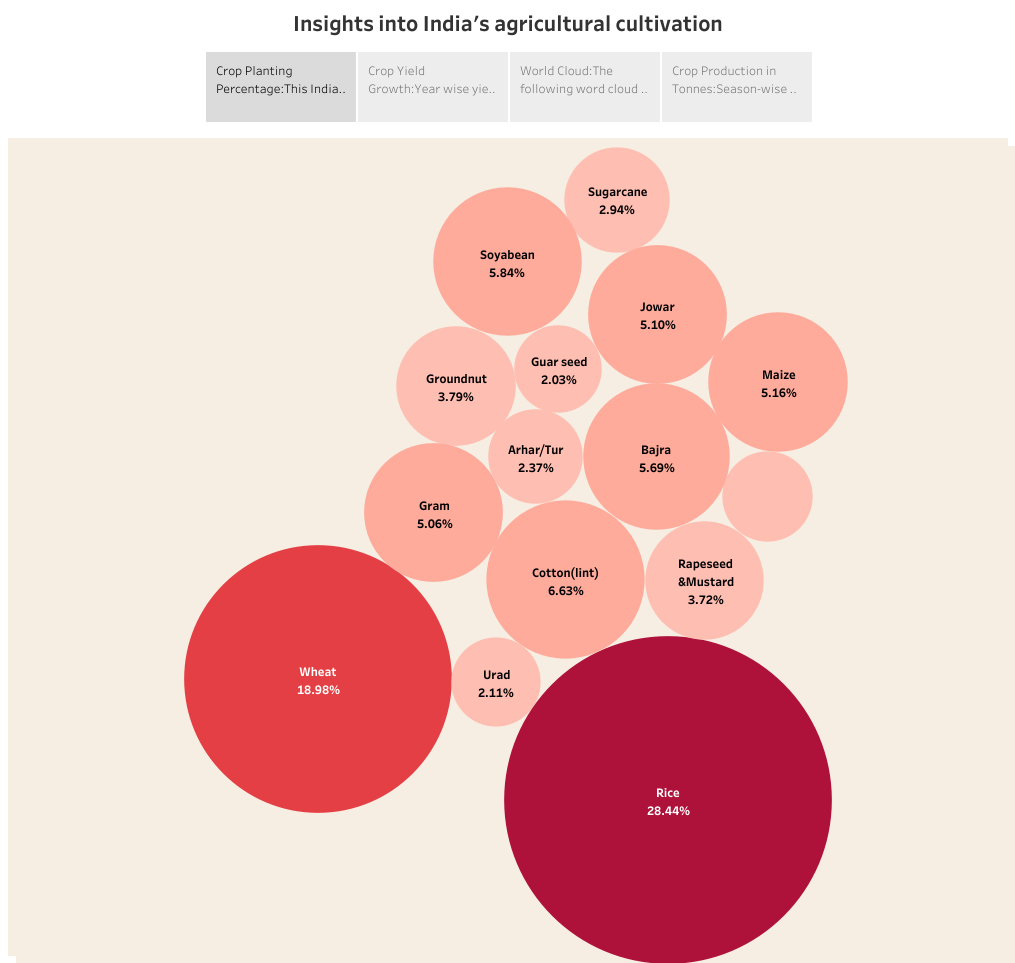 Insights into India's agricultural cultivation
Crop Planting
Percentage:This India..
Crop Yield
Growth:Year wise yie..
World Cloud:The
following word cloud ..
Crop Production in
Tonnes:Season-wise ..
Sugarcane
2.94%
Soyabean
5.84%
Jowar
5.10%
Guar seed
2.03%
Maize
5.16%
Groundnut
3.79%
Arhar/Tur
2.37%
Bajra
5.69%
Gram
5.06%
Cotton(lint)
6.63%
Rapeseed
&Mustard
3.72%
Wheat
18.98%
Urad
2.11%
Rice
28.44%